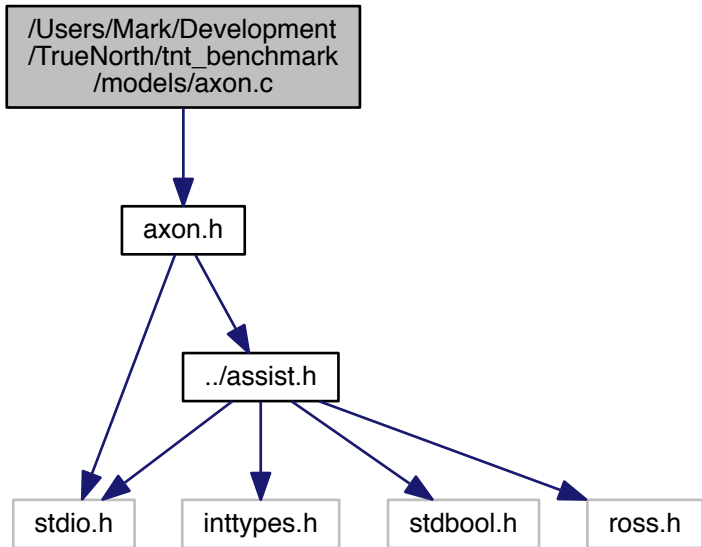 /Users/Mark/Development
/TrueNorth/tnt_benchmark
/models/axon.c
axon.h
../assist.h
stdio.h
inttypes.h
stdbool.h
ross.h